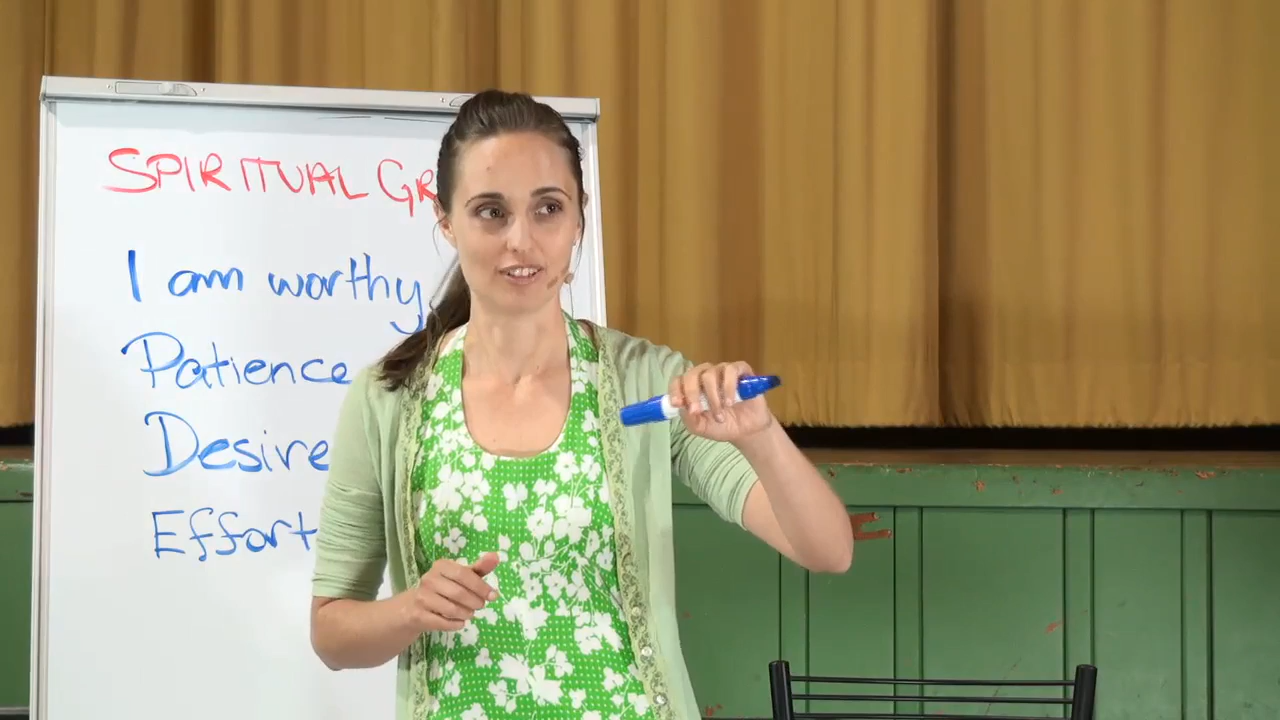 SPIRITUAL GR
I am worthy
Patience
Desire
Effort